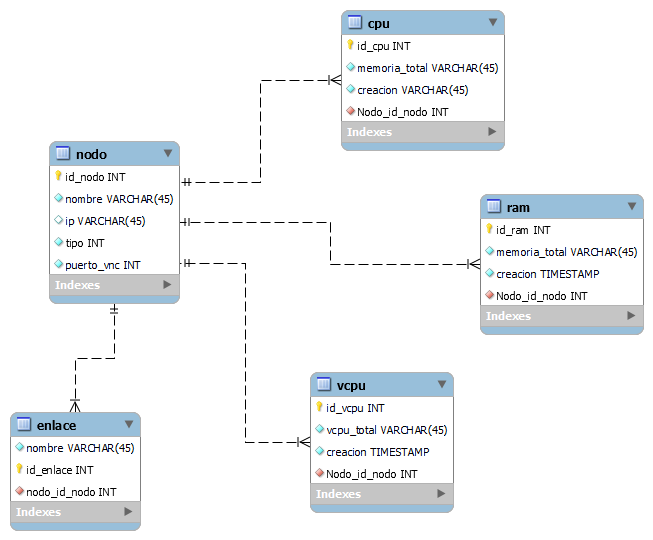 cpu
id_cpu INT
memoria_total VARCHAR(45)
creacion VARCHAR(45)
Nodo_id_nodo INT
Indexes
nodo
id_nodo INT
nombre VARCHAR(45)
ip VARCHAR(45)
tipo INT
puerto_vnc INT
Indexes
ram
id_ram INT
memoria_total VARCHAR(45)
creacion TIMESTAMP
Nodo_id_nodo INT
Indexes
vcpu
id_vcpu INT
vcpu_total VARCHAR(45)
creacion TIMESTAMP
Nodo_id_nodo INT
Indexes
enlace
nombre VARCHAR(45)
id_enlace INT
nodo_id_nodo INT
Indexes